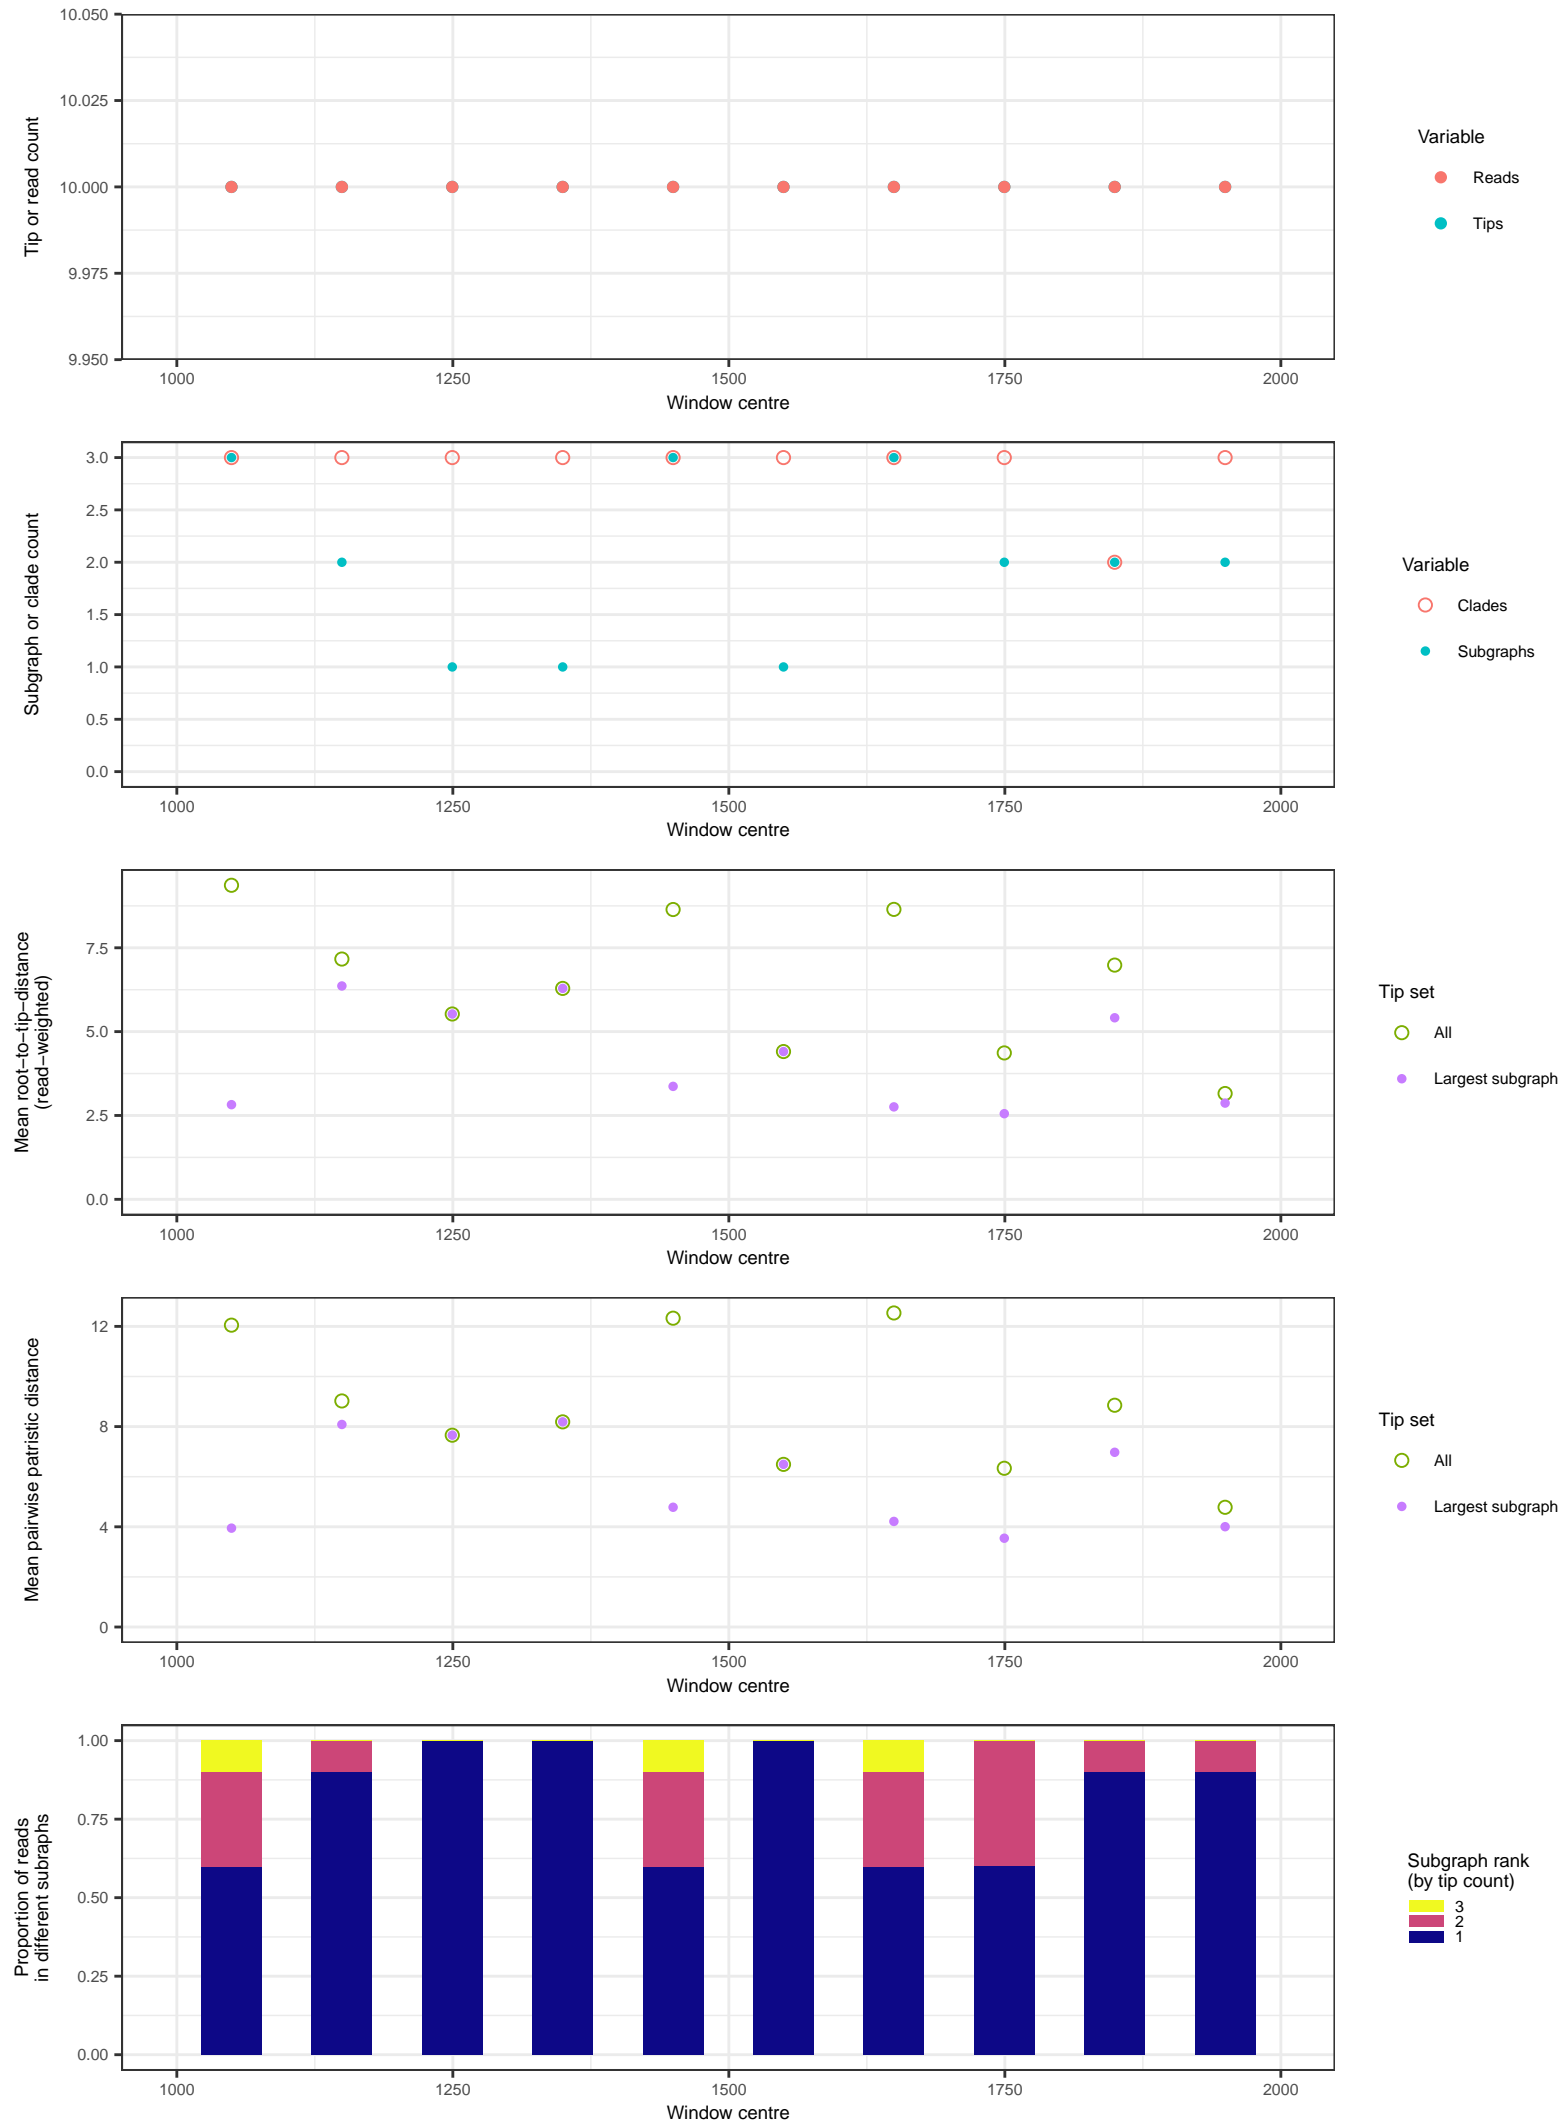 10.050
10.025
10.000
9.975
9.950
Tip or read count
1000 1250 1500 1750 2000
Window centre
Variable
Reads
Tips
3.0
2.5
2.0
1.5
1.0
0.5
0.0
Subgraph or clade count
1000 1250 1500 1750 2000
Window centre
Variable
Clades
Subgraphs
7.5
5.0
2.5
0.0
Mean root−to−tip−distance
(read−weighted)
1000 1250 1500 1750 2000
Window centre
Tip set
All
Largest subgraph
12
8
4
0
Mean pairwise patristic distance
1000 1250 1500 1750 2000
Window centre
Tip set
All
Largest subgraph
1.00
0.75
0.50
0.25
0.00
Proportion of reads
in different subraphs
1000 1250 1500 1750 2000
Window centre
Subgraph rank
(by tip count)
3
2
1